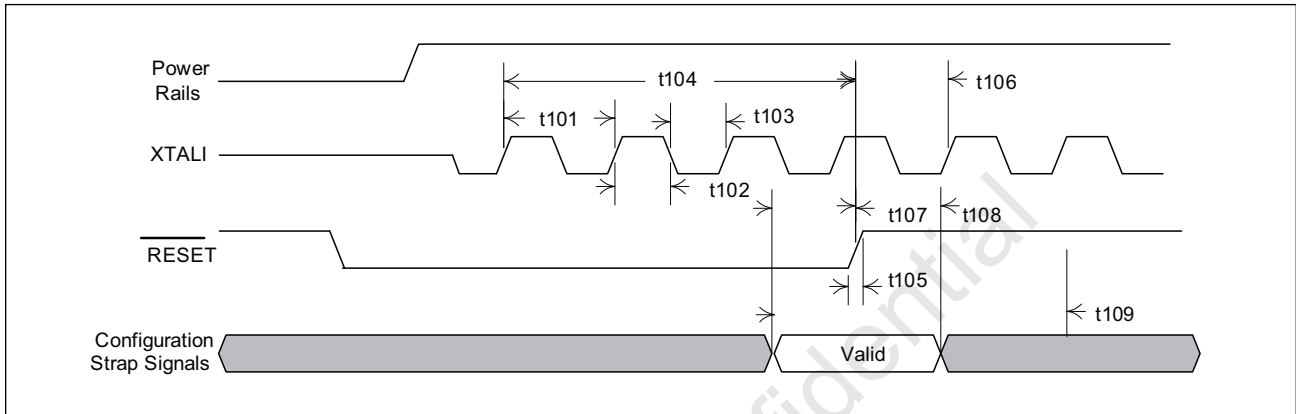 Power
Rails
t104
t106
t101
t103
XTALI
t102
t107
t108
RESET
t105
t109
Configuration
Strap Signals
Valid